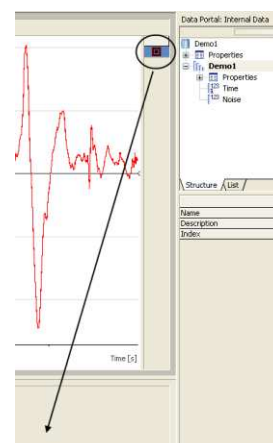 Data Portal: Internal Data
Demo1
Properties
Demo1
Properties
Time
Noise
Structure
List
Name
Description
Index
Time [s]